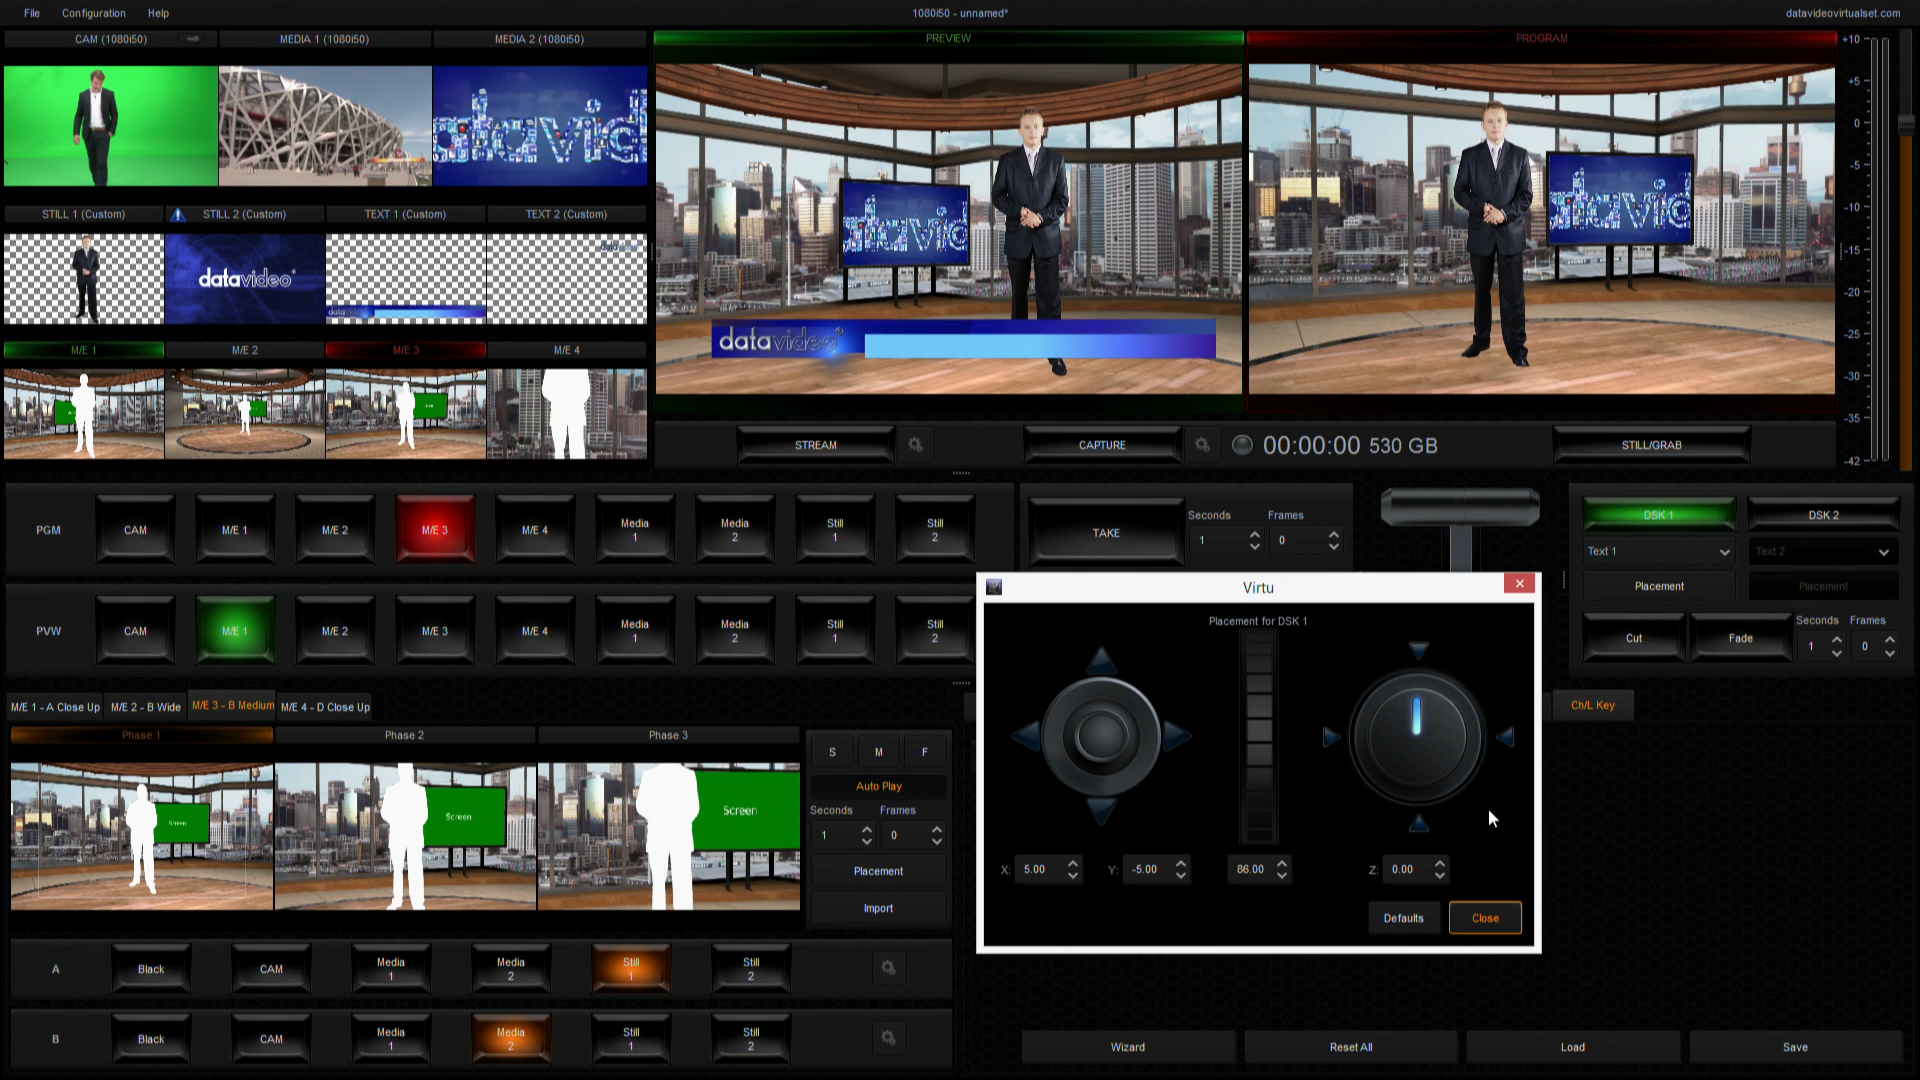 File Configuration Help
1080i50 - unnamed*
datavideovirtualset.com
CAM (1080i50)
MEDIA 1 (1080i50)
MEDIA 2 (1080i50)
PREVIEW
PROGRAM
+10
+5
0
-5
-10
-15
-20
-25
-30
-35
-42
STILL 1 (Custom)
STILL 2 (Custom)
TEXT 1 (Custom)
TEXT 2 (Custom)
datavideo
datavideo
M/E 1
M/E 2
M/E 3
M/E 4
STREAM
CAPTURE
00:00:00 530 GB
STILL/GRAB
PGM
CAM
M/E 1
M/E 2
M/E 3
M/E 4
Media
1
Media
2
Still
1
Still
2
TAKE
Seconds
Frames
1
0
DSK 1
DSK 2
Text 1
Text 2
Placement
Placement
Cut
Fade
Seconds
Frames
1
0
PVW
CAM
M/E 1
M/E 2
M/E 3
M/E 4
Media
1
Media
2
Still
1
Still
2
Virtu
Placement for DSK 1
X: 5.00
Y: -5.00
86.00
Z: 0.00
Defaults
Close
Ch/L Key
M/E 1 - A Close Up
M/E 2 - B Wide
M/E 3 - B Medium
M/E 4 - D Close Up
Phase 1
Phase 2
Phase 3
Screen
Screen
Screen
S
M
F
Auto Play
Seconds
Frames
1
0
Placement
Import
A
Black
CAM
Media
1
Media
2
Still
1
Still
2
B
Black
CAM
Media
1
Media
2
Still
1
Still
2
Wizard
Reset All
Load
Save